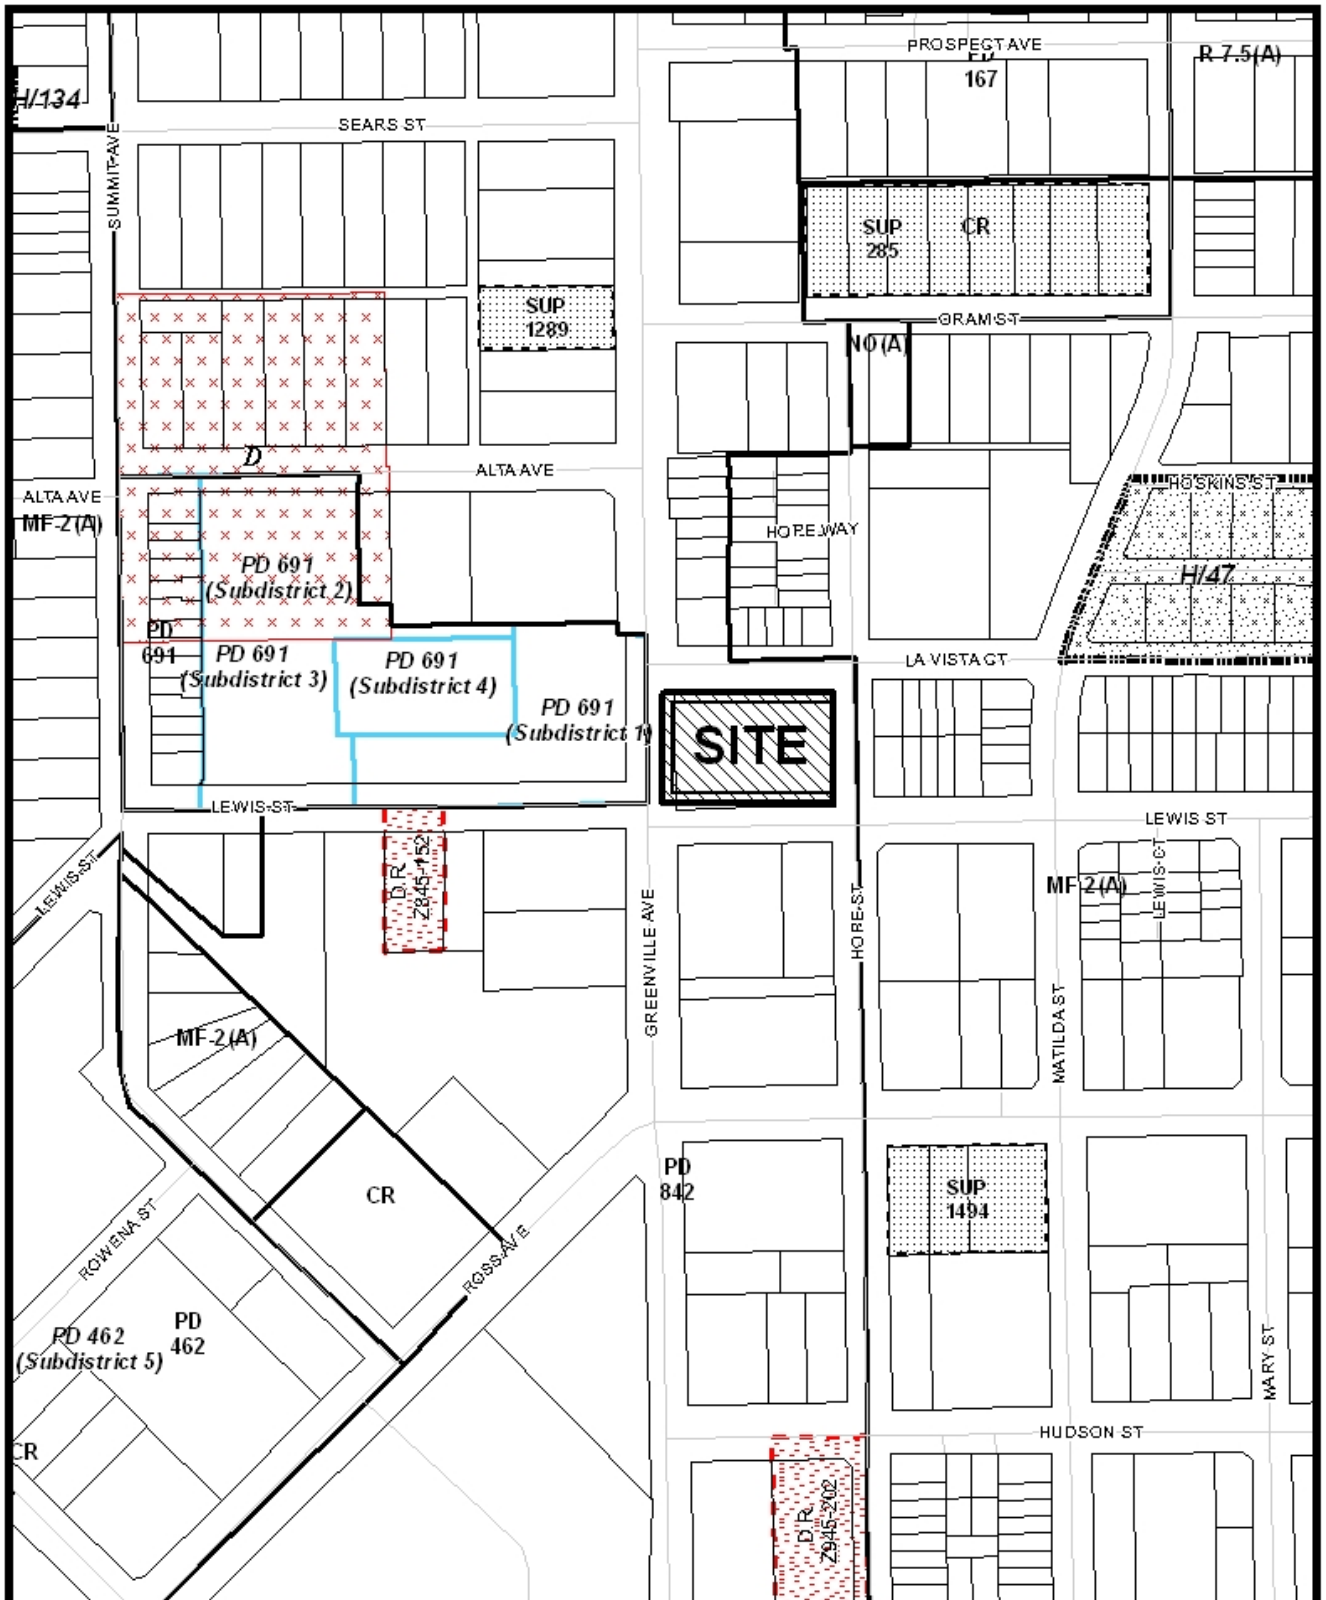 PROSPECT AVE
R-7.5(A)
PD
167
H/134
SEARS ST
SUMMIT AVE
SUP
285
CR
SUP
1289
ORAM ST
NO(A)
D
ALTA AVE
ALTA AVE
MF-2(A)
HOSKINS ST
HOPE WAY
H/47
PD 691
(Subdistrict 2)
PD
691
PD 691
(Subdistrict 3)
PD 691
(Subdistrict 4)
LA VISTA CT
PD 691
(Subdistrict 1)
SITE
LEWIS ST
LEWIS ST
LEWIS ST
D.R.
Z845-152
MF-2(A)
LEWIS CT
GREENVILLE AVE
HOPE ST
MATILDA ST
MF-2(A)
PD
842
CR
SUP
1494
ROWENA ST
ROSS AVE
PD
462
PD 462
(Subdistrict 5)
MARY ST
CR
HUDSON ST
D.R.
Z945-202